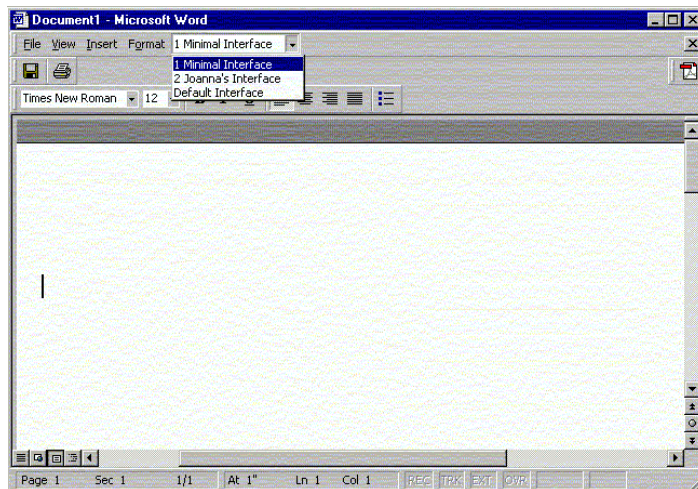 Document1 - Microsoft Word
File View Insert Format 1 Minimal Interface
1 Minimal Interface
2 Joanna's Interface
Default Interface
Times New Roman 12
Page 1 Sec 1 1/1 At 1" Ln 1 Col 1 REC TRK EXT OVR